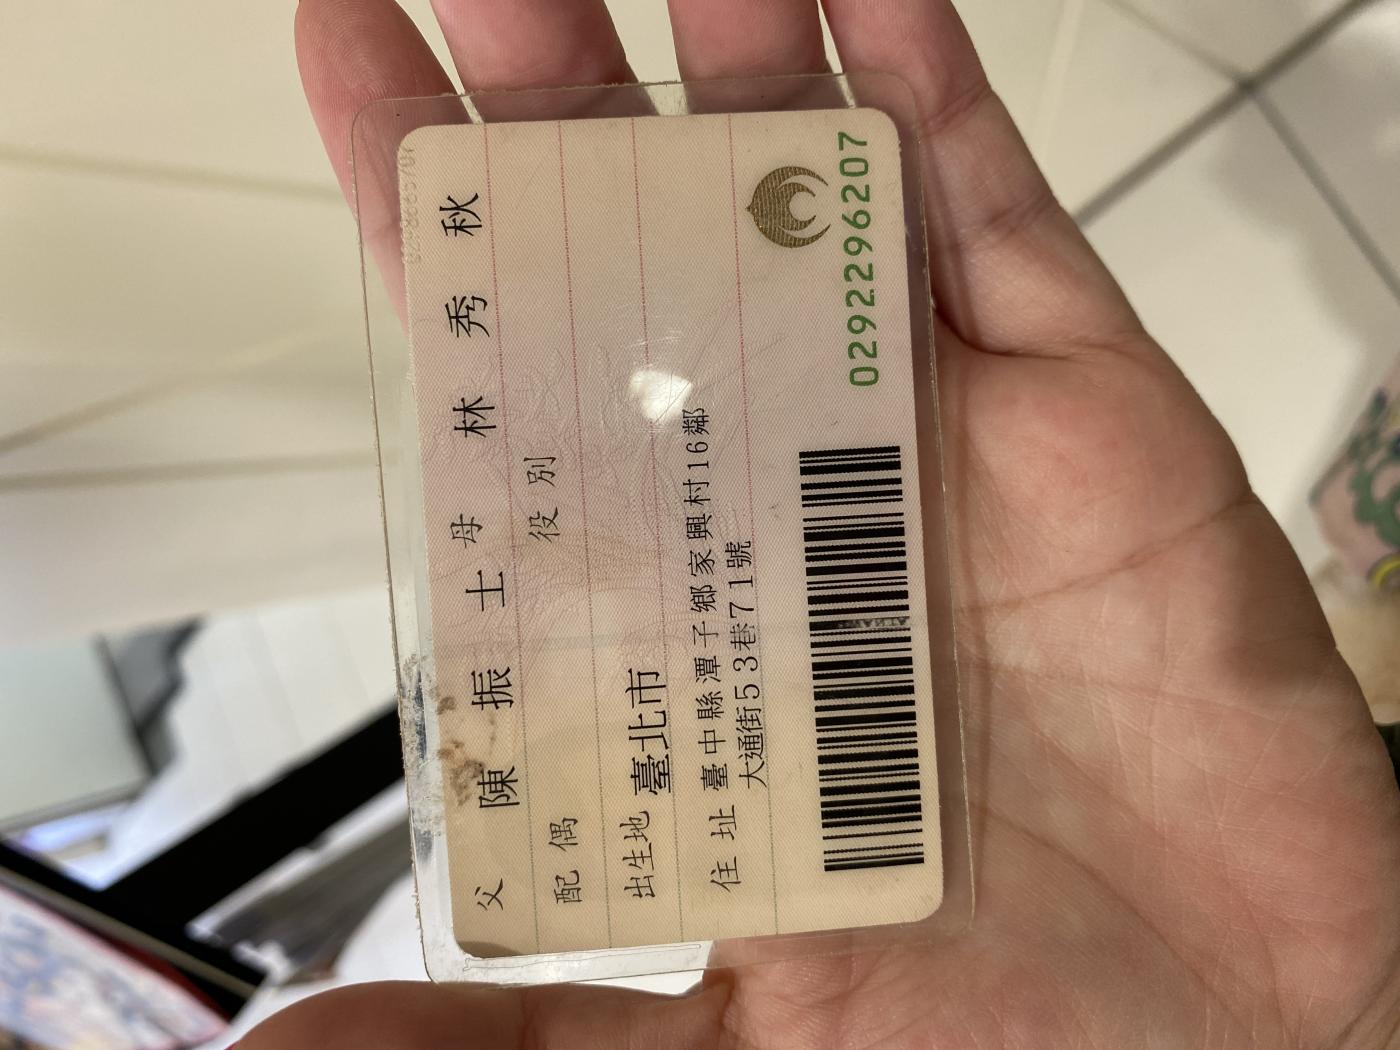 父 陳振士 母 林秀秋
配偶 役別
出生地 臺北市
住址 臺中縣潭子鄉家興村16鄰
大通街53巷71號
0292296207